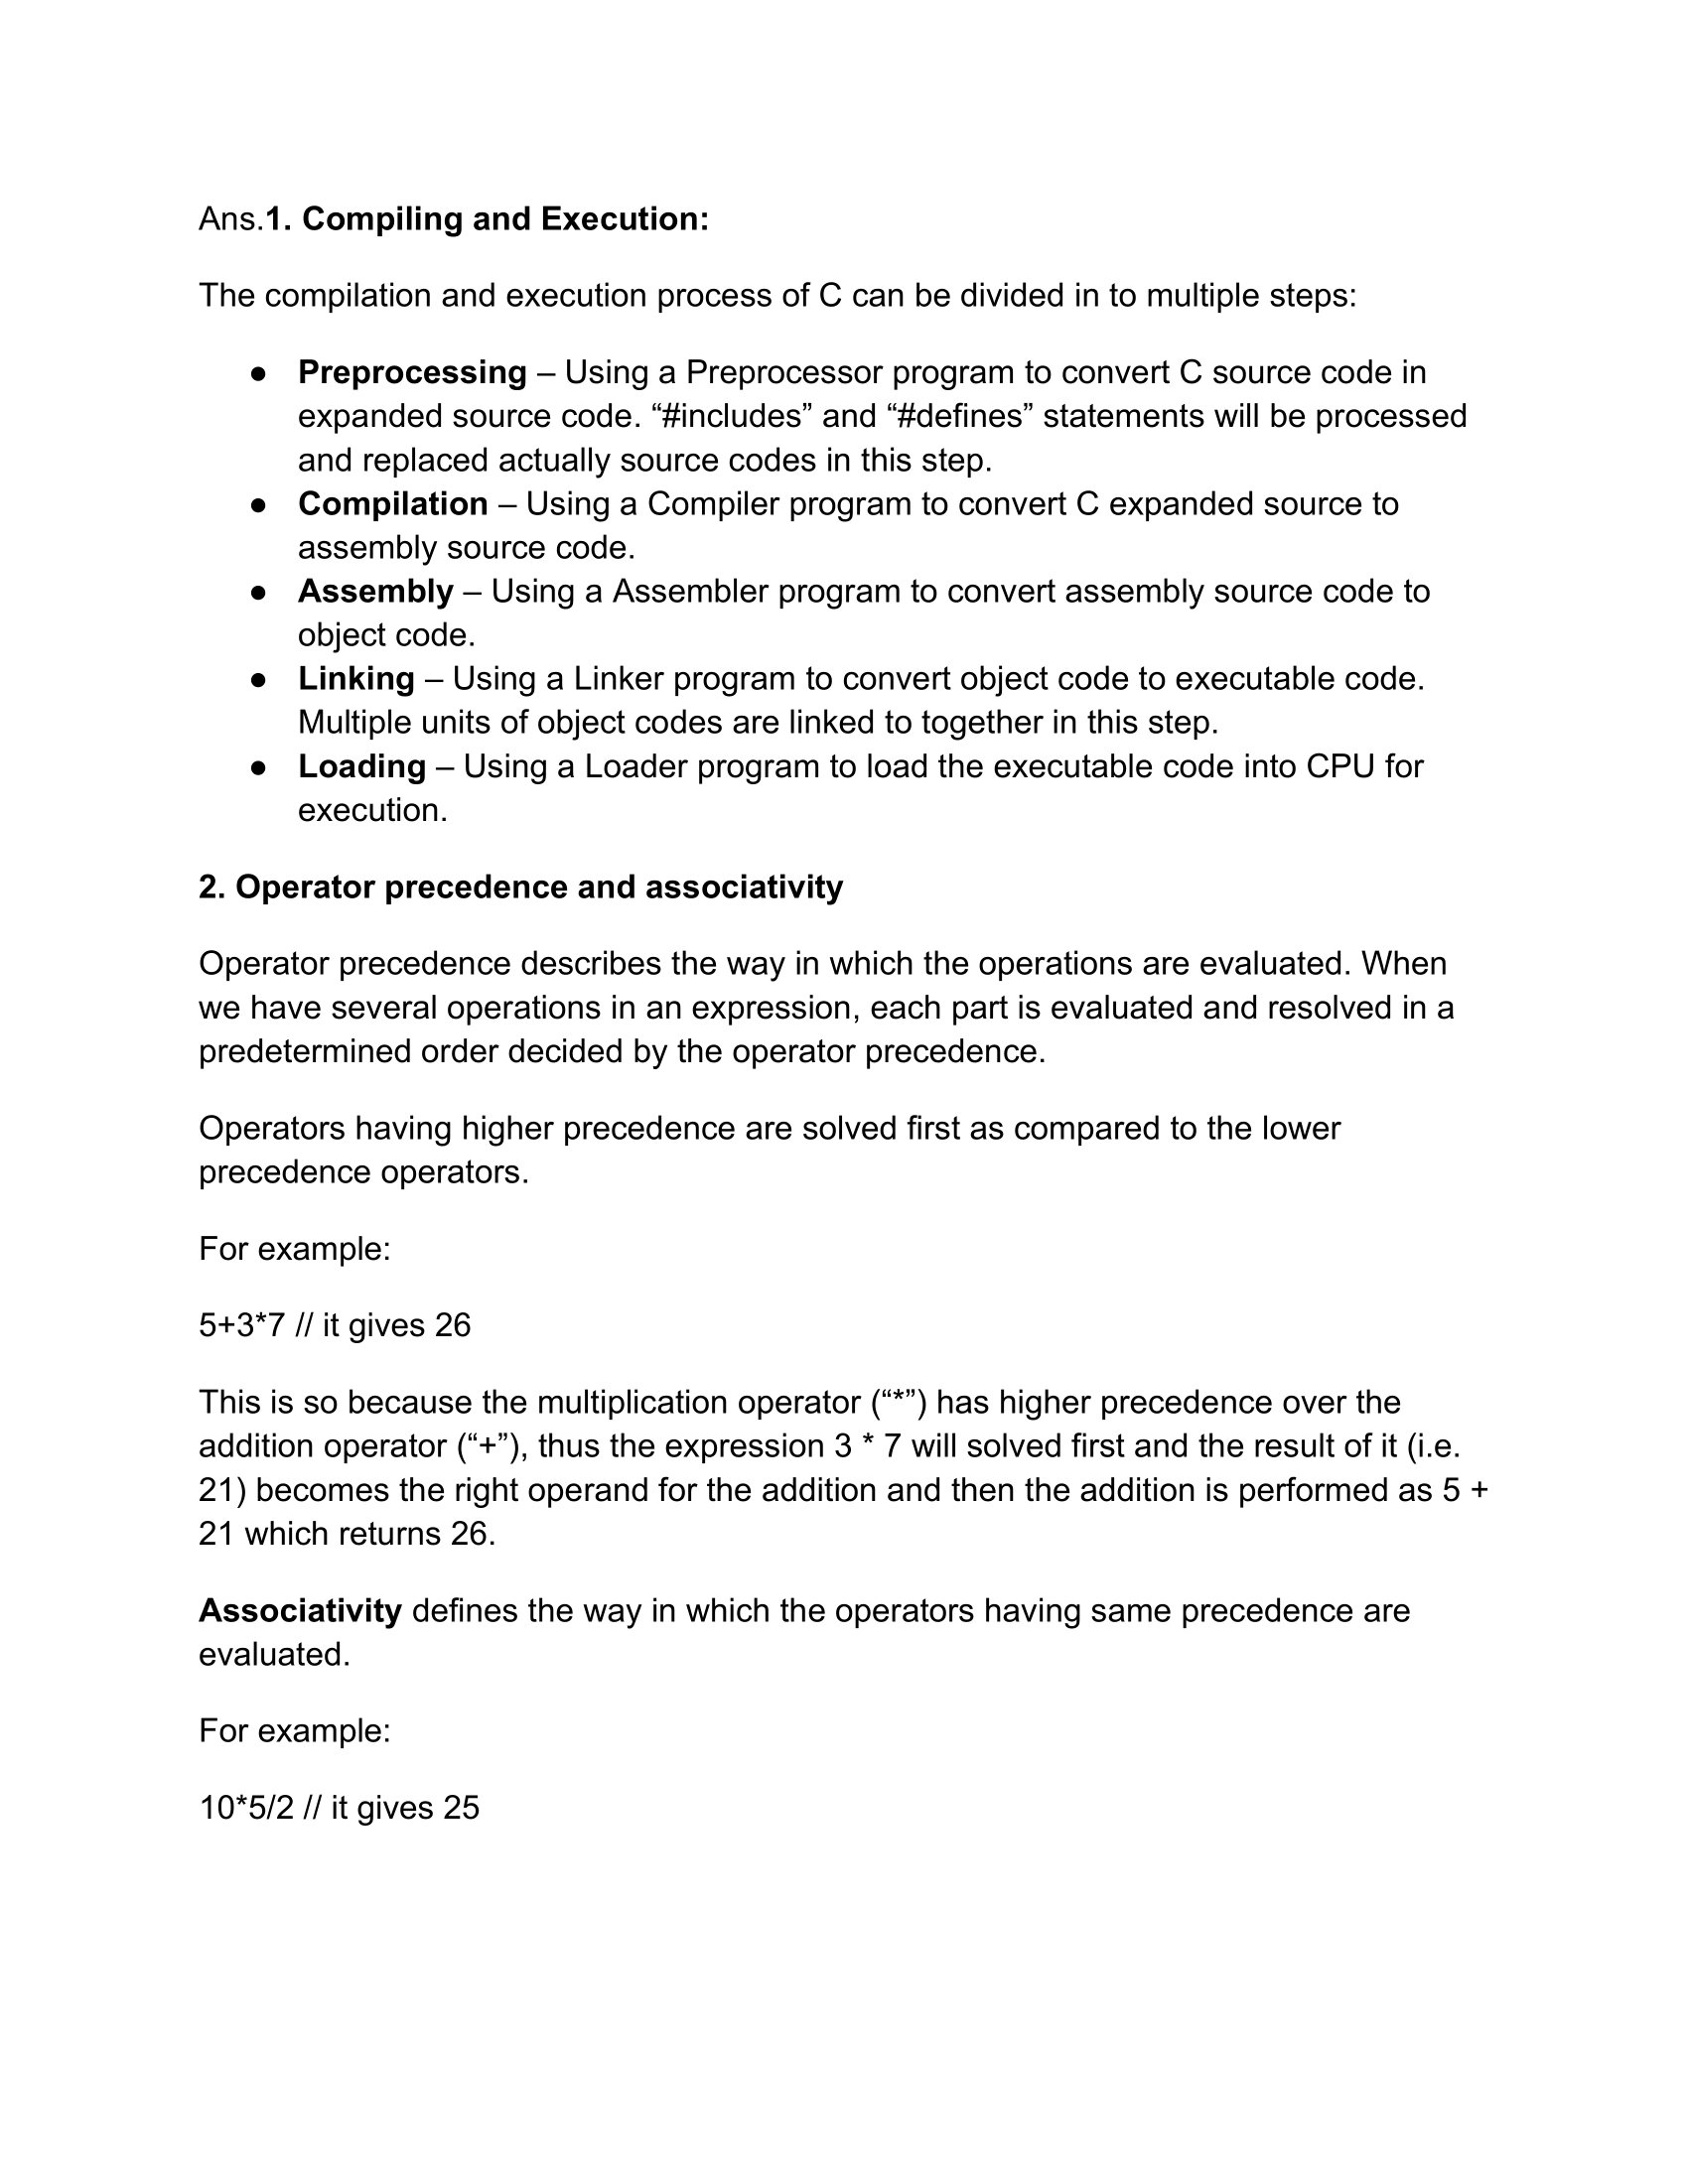 Ans.1. Compiling and Execution:
The compilation and execution process of C can be divided in to multiple steps:
● Preprocessing – Using a Preprocessor program to convert C source code in
expanded source code. “#includes” and “#defines” statements will be processed
and replaced actually source codes in this step.
● Compilation – Using a Compiler program to convert C expanded source to
assembly source code.
● Assembly – Using a Assembler program to convert assembly source code to
object code.
● Linking – Using a Linker program to convert object code to executable code.
Multiple units of object codes are linked to together in this step.
● Loading – Using a Loader program to load the executable code into CPU for
execution.
2. Operator precedence and associativity
Operator precedence describes the way in which the operations are evaluated. When
we have several operations in an expression, each part is evaluated and resolved in a
predetermined order decided by the operator precedence.
Operators having higher precedence are solved first as compared to the lower
precedence operators.
For example:
5+3*7 // it gives 26
This is so because the multiplication operator (“*”) has higher precedence over the
addition operator (“+”), thus the expression 3 * 7 will solved first and the result of it (i.e.
21) becomes the right operand for the addition and then the addition is performed as 5 +
21 which returns 26.
Associativity defines the way in which the operators having same precedence are
evaluated.
For example:
10*5/2 // it gives 25